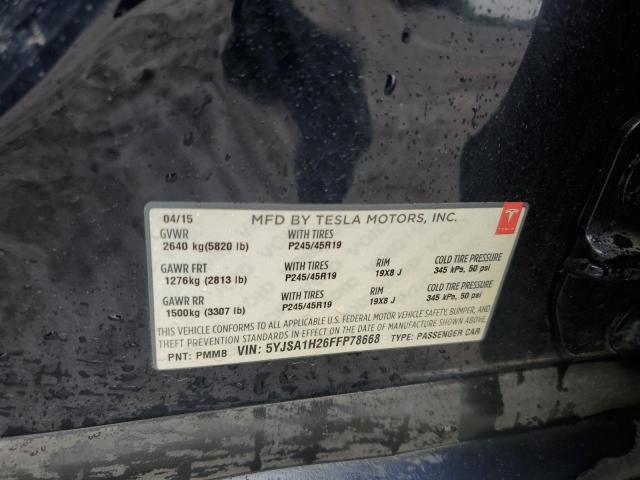 04/15 MFD BY TESLA MOTORS, INC.
TESLA
GVWR WITH TIRES
2640 kg(5820 lb) P245/45R19
GAWR FRT WITH TIRES RIM COLD TIRE PRESSURE
1276kg (2813 lb) P245/45R19 19X8 J 345 kPa, 50 psi
GAWR RR WITH TIRES RIM COLD TIRE PRESSURE
1500kg (3307 lb) P245/45R19 19X8 J 345 kPa, 50 psi
THIS VEHICLE CONFORMS TO ALL APPLICABLE U.S. FEDERAL MOTOR VEHICLE SAFETY, BUMPER, AND
THEFT PREVENTION STANDARDS IN EFFECT ON THE DATE OF MANUFACTURE SHOWN ABOVE.
PNT: PMMB VIN: 5YJSA1H26FFP78668 TYPE: PASSENGER CAR